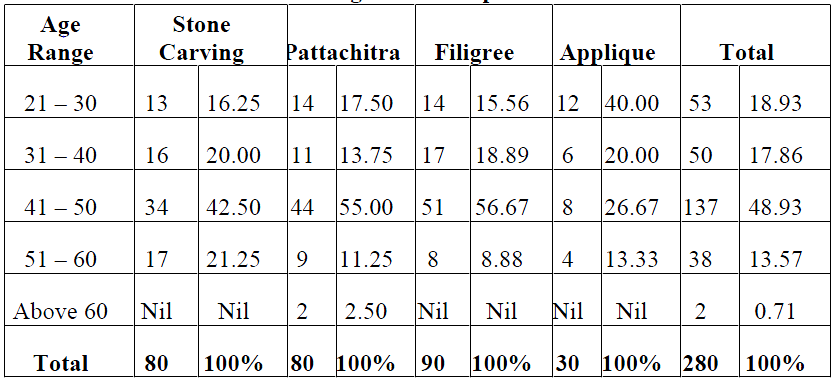 Age Range Stone Carving Pattachitra Filigree Applique Total
21 – 30 13 16.25 14 17.50 14 15.56 12 40.00 53 18.93
31 – 40 16 20.00 11 13.75 17 18.89 6 20.00 50 17.86
41 – 50 34 42.50 44 55.00 51 56.67 8 26.67 137 48.93
51 – 60 17 21.25 9 11.25 8 8.88 4 13.33 38 13.57
Above 60 Nil Nil 2 2.50 Nil Nil Nil Nil 2 0.71
Total 80 100% 80 100% 90 100% 30 100% 280 100%